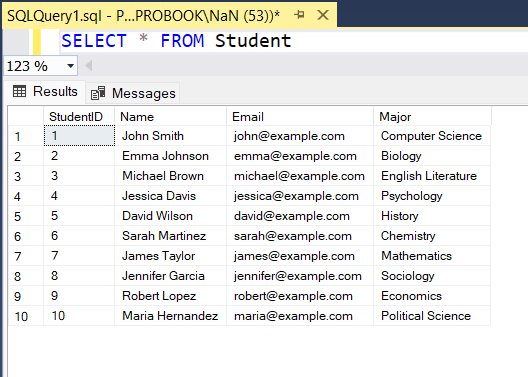 SQLQuery1.sql - P...PROBOOK\NaN (53))*
SELECT * FROM Student
123 %
Results Messages
StudentID Name Email Major
1 1 John Smith john@example.com Computer Science
2 2 Emma Johnson emma@example.com Biology
3 3 Michael Brown michael@example.com English Literature
4 4 Jessica Davis jessica@example.com Psychology
5 5 David Wilson david@example.com History
6 6 Sarah Martinez sarah@example.com Chemistry
7 7 James Taylor james@example.com Mathematics
8 8 Jennifer Garcia jennifer@example.com Sociology
9 9 Robert Lopez robert@example.com Economics
10 10 Maria Hernandez maria@example.com Political Science